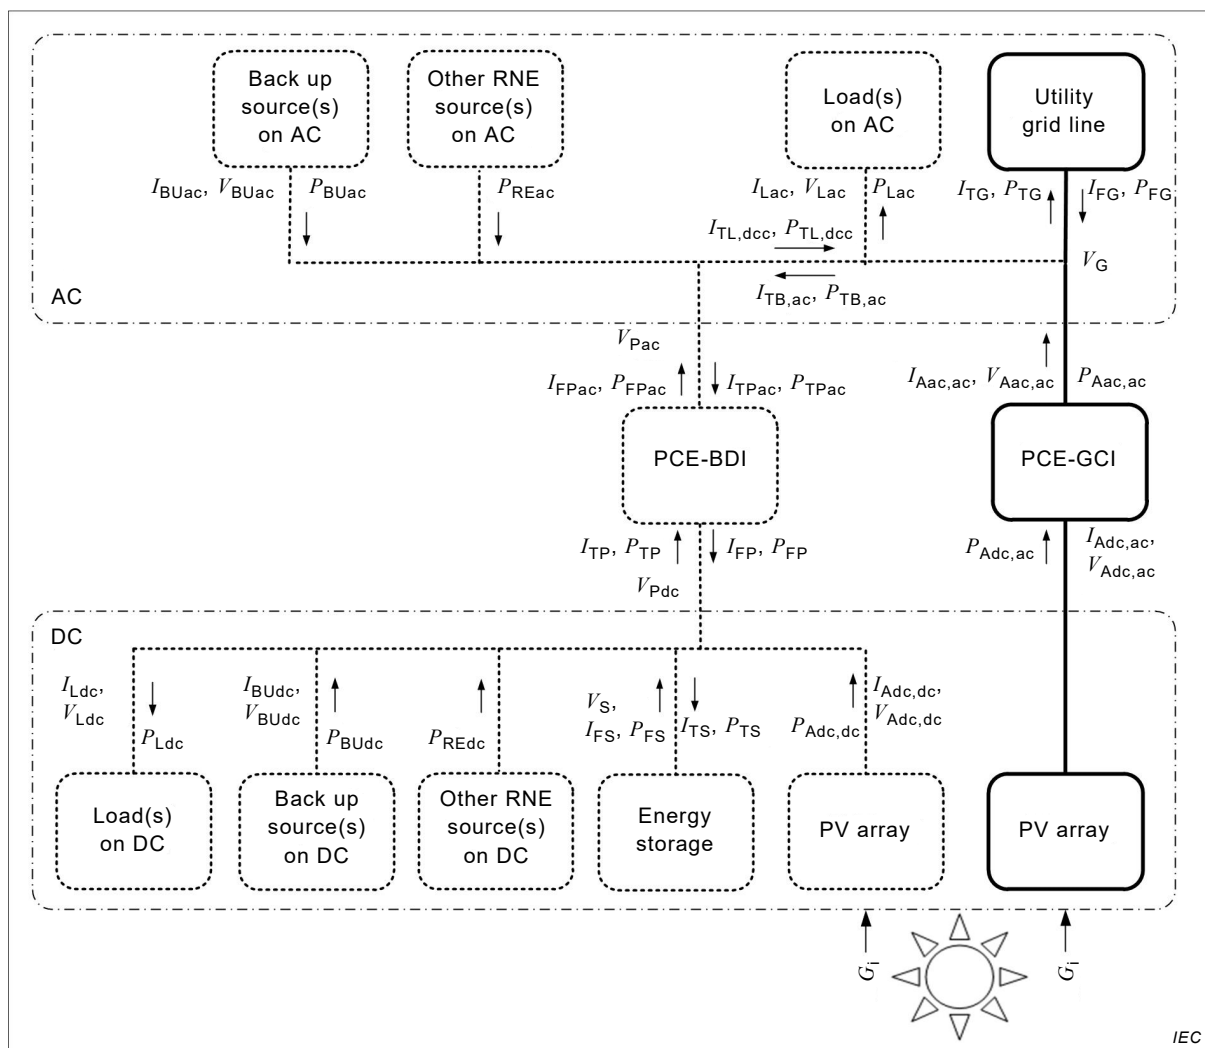 Back up
source(s)
on AC
Other RNE
source(s)
on AC
Load(s)
on AC
Utility
grid line
I_BUac, V_BUac
P_BUac
P_REac
I_Lac, V_Lac
P_Lac
I_TG, P_TG
I_FG, P_FG
I_TL,dcc, P_TL,dcc
V_G
I_TB,ac, P_TB,ac
AC
V_Pac
I_FPac, P_FPac
I_TPac, P_TPac
I_Aac,ac, V_Aac,ac
P_Aac,ac
PCE-BDI
PCE-GCI
I_TP, P_TP
I_FP, P_FP
V_Pdc
P_Adc,ac
I_Adc,ac,
V_Adc,ac
DC
I_Ldc,
V_Ldc
P_Ldc
I_BUdc,
V_BUdc
P_BUdc
P_REdc
V_S,
I_FS, P_FS
I_TS, P_TS
P_Adc,dc
I_Adc,dc,
V_Adc,dc
Load(s)
on DC
Back up
source(s)
on DC
Other RNE
source(s)
on DC
Energy
storage
PV array
PV array
G_i
G_i
IEC